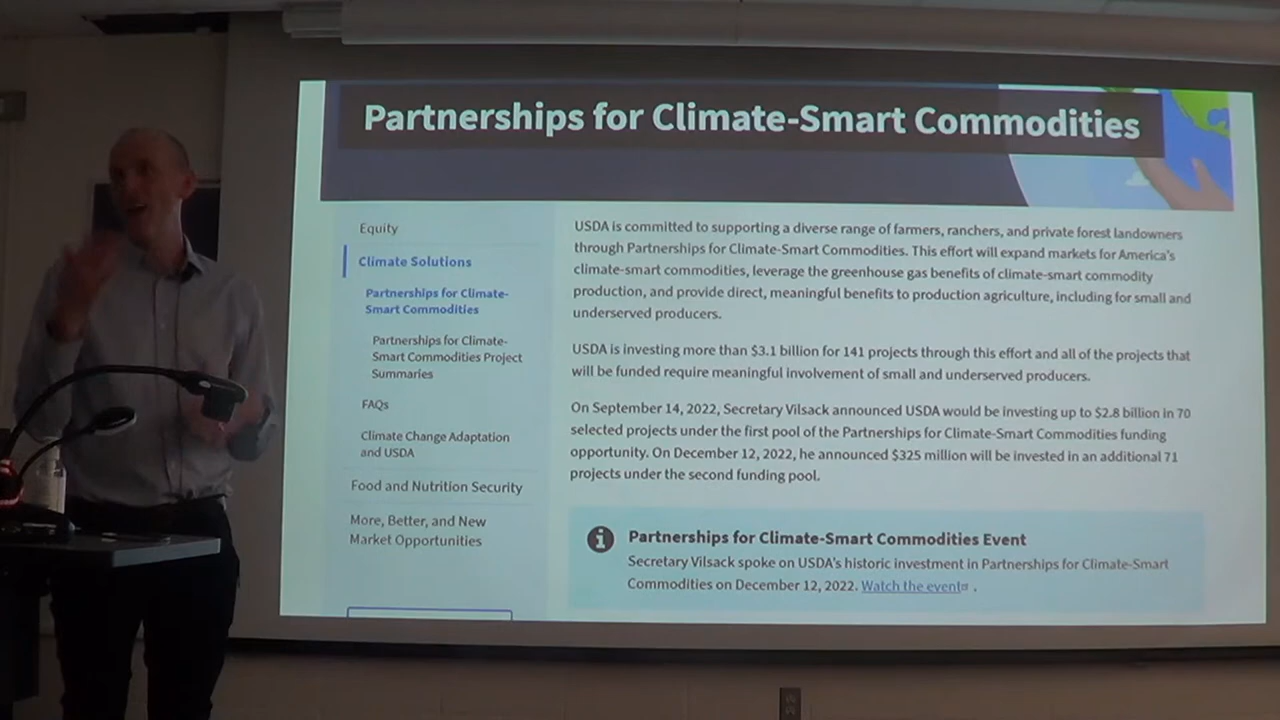 Partnerships for Climate-Smart Commodities
Equity
Climate Solutions
Partnerships for Climate-
Smart Commodities
Partnerships for Climate-
Smart Commodities Project
Summaries
FAQs
Climate Change Adaptation
and USDA
Food and Nutrition Security
More, Better, and New
Market Opportunities
USDA is committed to supporting a diverse range of farmers, ranchers, and private forest landowners
through Partnerships for Climate-Smart Commodities. This effort will expand markets for America's
climate-smart commodities, leverage the greenhouse gas benefits of climate-smart commodity
production, and provide direct, meaningful benefits to production agriculture, including for small and
underserved producers.
USDA is investing more than $3.1 billion for 141 projects through this effort and all of the projects that
will be funded require meaningful involvement of small and underserved producers.
On September 14, 2022, Secretary Vilsack announced USDA would be investing up to $2.8 billion in 70
selected projects under the first pool of the Partnerships for Climate-Smart Commodities funding
opportunity. On December 12, 2022, he announced $325 million will be invested in an additional 71
projects under the second funding pool.
Partnerships for Climate-Smart Commodities Event
Secretary Vilsack spoke on USDA's historic investment in Partnerships for Climate-Smart
Commodities on December 12, 2022. Watch the event .